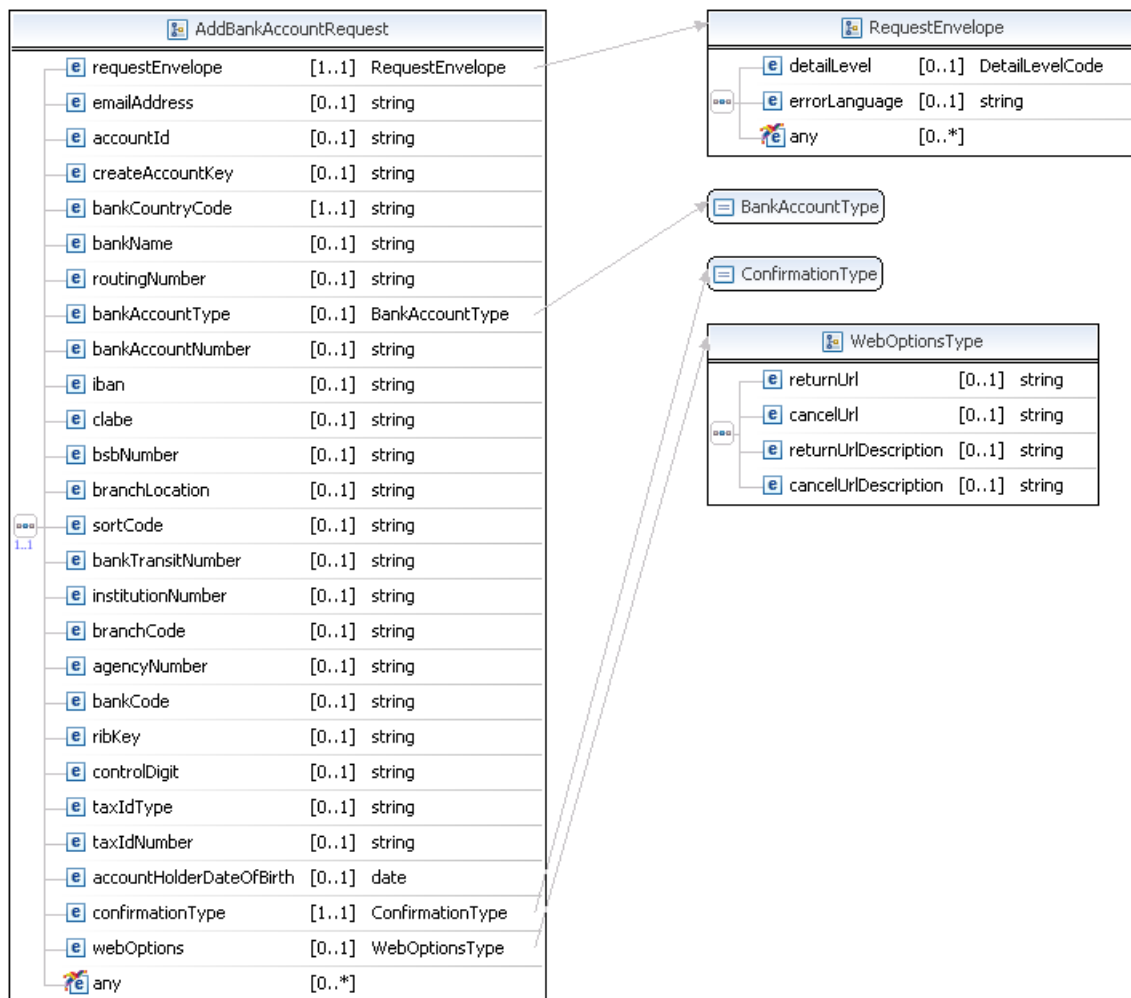 AddBankAccountRequest
requestEnvelope [1..1] RequestEnvelope
emailAddress [0..1] string
accountId [0..1] string
createAccountKey [0..1] string
bankCountryCode [1..1] string
bankName [0..1] string
routingNumber [0..1] string
bankAccountType [0..1] BankAccountType
bankAccountNumber [0..1] string
iban [0..1] string
clabe [0..1] string
bsbNumber [0..1] string
branchLocation [0..1] string
sortCode [0..1] string
1..1
bankTransitNumber [0..1] string
institutionNumber [0..1] string
branchCode [0..1] string
agencyNumber [0..1] string
bankCode [0..1] string
ribKey [0..1] string
controlDigit [0..1] string
taxIdType [0..1] string
taxIdNumber [0..1] string
accountHolderDateOfBirth [0..1] date
confirmationType [1..1] ConfirmationType
webOptions [0..1] WebOptionsType
any [0..*]
RequestEnvelope
detailLevel [0..1] DetailLevelCode
errorLanguage [0..1] string
any [0..*]
BankAccountType
ConfirmationType
WebOptionsType
returnUrl [0..1] string
cancelUrl [0..1] string
returnUrlDescription [0..1] string
cancelUrlDescription [0..1] string